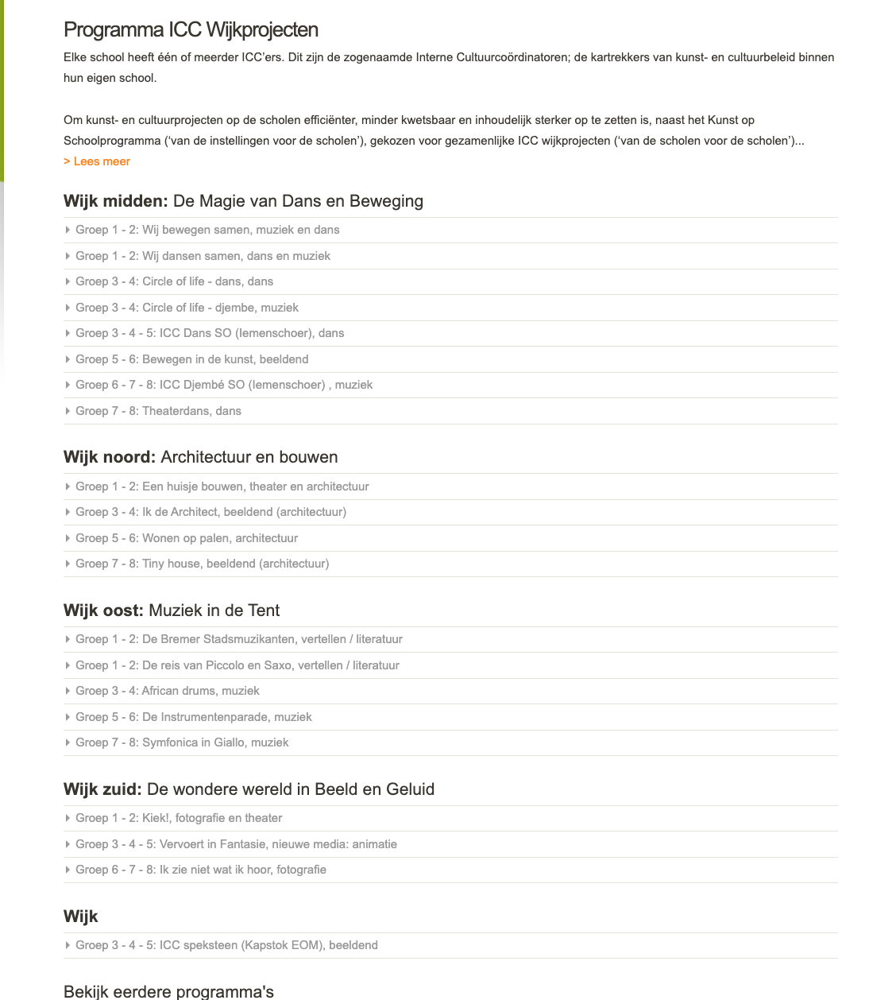 Programma ICC Wijkprojecten
Elke school heeft één of meerder ICC'ers. Dit zijn de zogenaamde Interne Cultuurcoördinatoren; de kartrekkers van kunst- en cultuurbeleid binnen
hun eigen school.
Om kunst- en cultuurprojecten op de scholen efficiënter, minder kwetsbaar en inhoudelijk sterker op te zetten is, naast het Kunst op
Schoolprogramma (‘van de instellingen voor de scholen’), gekozen voor gezamenlijke ICC wijkprojecten (‘van de scholen voor de scholen’)...
> Lees meer
Wijk midden: De Magie van Dans en Beweging
Groep 1 - 2: Wij bewegen samen, muziek en dans
Groep 1 - 2: Wij dansen samen, dans en muziek
Groep 3 - 4: Circle of life - dans, dans
Groep 3 - 4: Circle of life - djembe, muziek
Groep 3 - 4 - 5: ICC Dans SO (Iemenschoer), dans
Groep 5 - 6: Bewegen in de kunst, beeldend
Groep 6 - 7 - 8: ICC Djembé SO (Iemenschoer) , muziek
Groep 7 - 8: Theaterdans, dans
Wijk noord: Architectuur en bouwen
Groep 1 - 2: Een huisje bouwen, theater en architectuur
Groep 3 - 4: Ik de Architect, beeldend (architectuur)
Groep 5 - 6: Wonen op palen, architectuur
Groep 7 - 8: Tiny house, beeldend (architectuur)
Wijk oost: Muziek in de Tent
Groep 1 - 2: De Bremer Stadsmuzikanten, vertellen / literatuur
Groep 1 - 2: De reis van Piccolo en Saxo, vertellen / literatuur
Groep 3 - 4: African drums, muziek
Groep 5 - 6: De Instrumentenparade, muziek
Groep 7 - 8: Symfonica in Giallo, muziek
Wijk zuid: De wondere wereld in Beeld en Geluid
Groep 1 - 2: Kiek!, fotografie en theater
Groep 3 - 4 - 5: Vervoert in Fantasie, nieuwe media: animatie
Groep 6 - 7 - 8: Ik zie niet wat ik hoor, fotografie
Wijk
Groep 3 - 4 - 5: ICC speksteen (Kapstok EOM), beeldend
Bekijk eerdere programma's